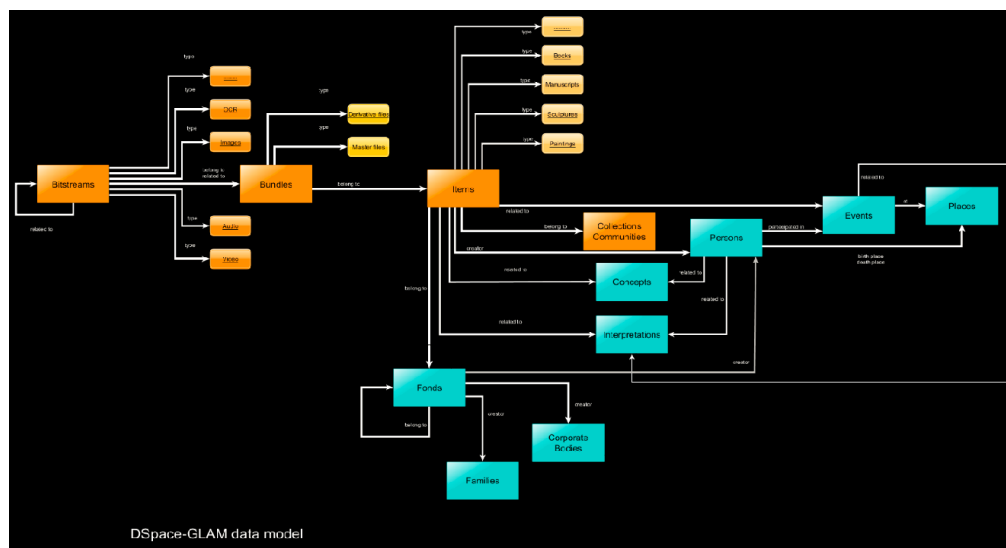 type
type
Books
type
Manuscripts
type
Sculpturse
type
Paintings
type
type
OCR
type
Images
type
Derivative files
type
Master files
Bitstreams
belong to
related to
Bundles
belong to
Items
related to
related to
type
Audio
type
Video
related to
Events
at
Places
belong to
Collections
Communities
creator
Persons
participated in
birth place
death place
related to
Concepts
related to
related to
belong to
related to
Interpretations
creator
Fonds
belong to
creator
creator
Corporate
Bodies
Families
DSpace-GLAM data model